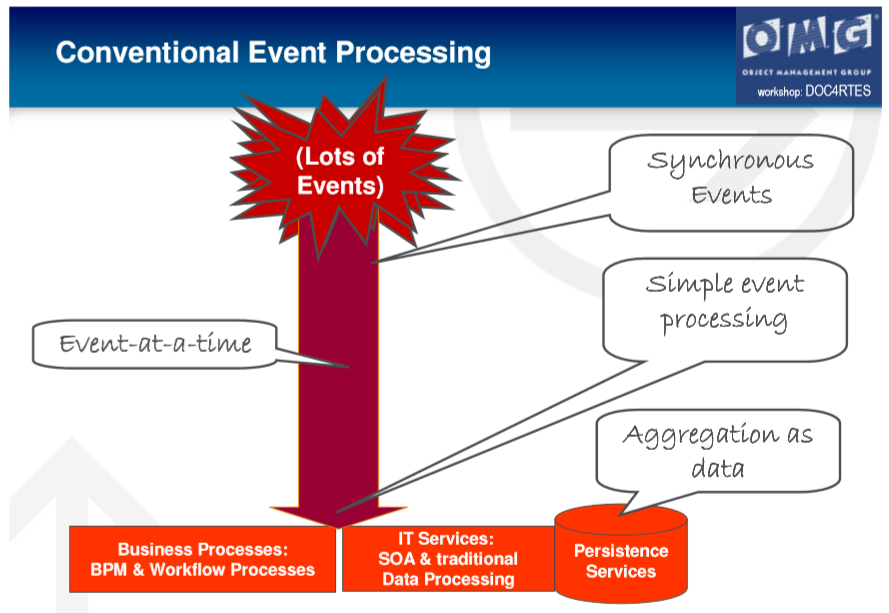 Conventional Event Processing
OMG
OBJECT MANAGEMENT GROUP
workshop: DOC4RTES
(Lots of
Events)
Synchronous
Events
Simple event
processing
Event-at-a-time
Aggregation as
data
Business Processes:
BPM & Workflow Processes
IT Services:
SOA & traditional
Data Processing
Persistence
Services